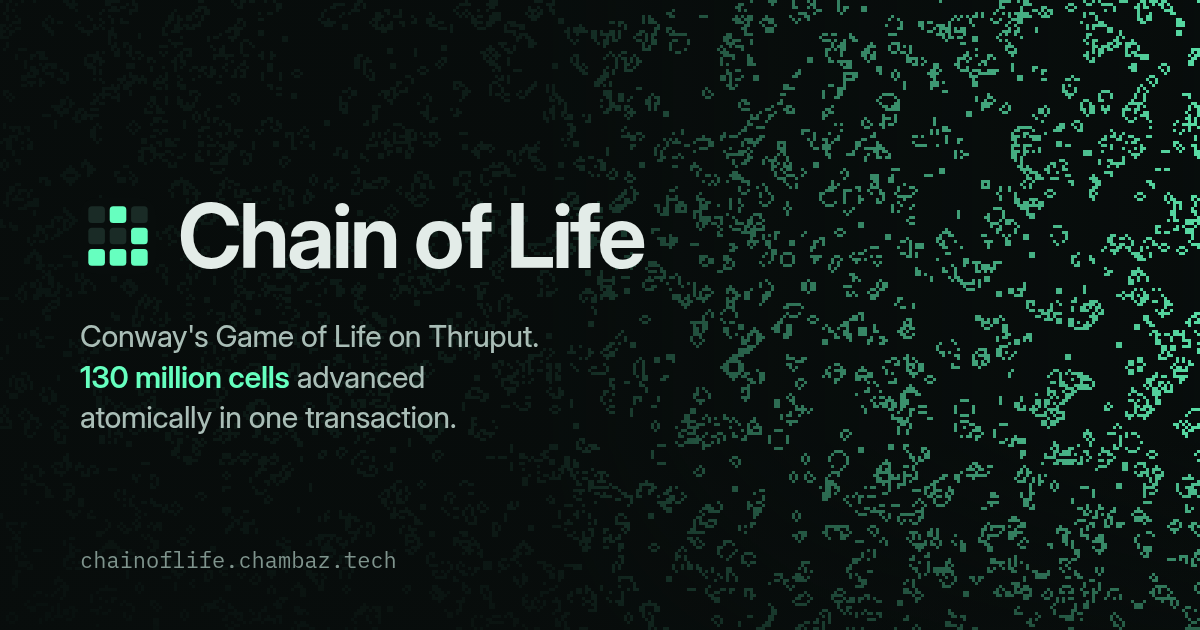 Chain of Life
Conway's Game of Life on Thruput.
130 million cells advanced
atomically in one transaction.
chainoflife.chambaz.tech